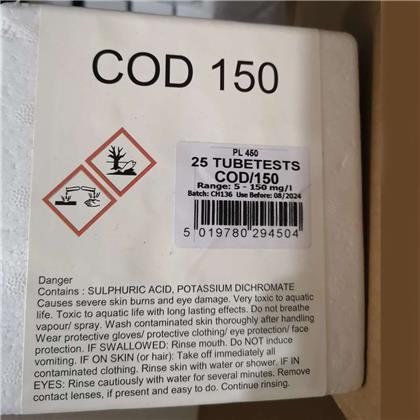 COD 150
PL 450
25 TUBETESTS
COD/150
Range: 5 - 150 mg/l
Batch: CH136 Use Before: 08/2024
5 019780 294504
Danger
Contains : SULPHURIC ACID, POTASSIUM DICHROMATE
Causes severe skin burns and eye damage. Very toxic to aquatic
life. Toxic to aquatic life with long lasting effects. Do not breathe
vapour/ spray. Wash contaminated skin thoroughly after handling
Wear protective gloves/ protective clothing/ eye protection/ face
protection. IF SWALLOWED: Rinse mouth. Do NOT induce
vomiting. IF ON SKIN (or hair): Take off immediately all
contaminated clothing. Rinse skin with water or shower. IF IN
EYES: Rinse cautiously with water for several minutes. Remove
contact lenses, if present and easy to do. Continue rinsing.